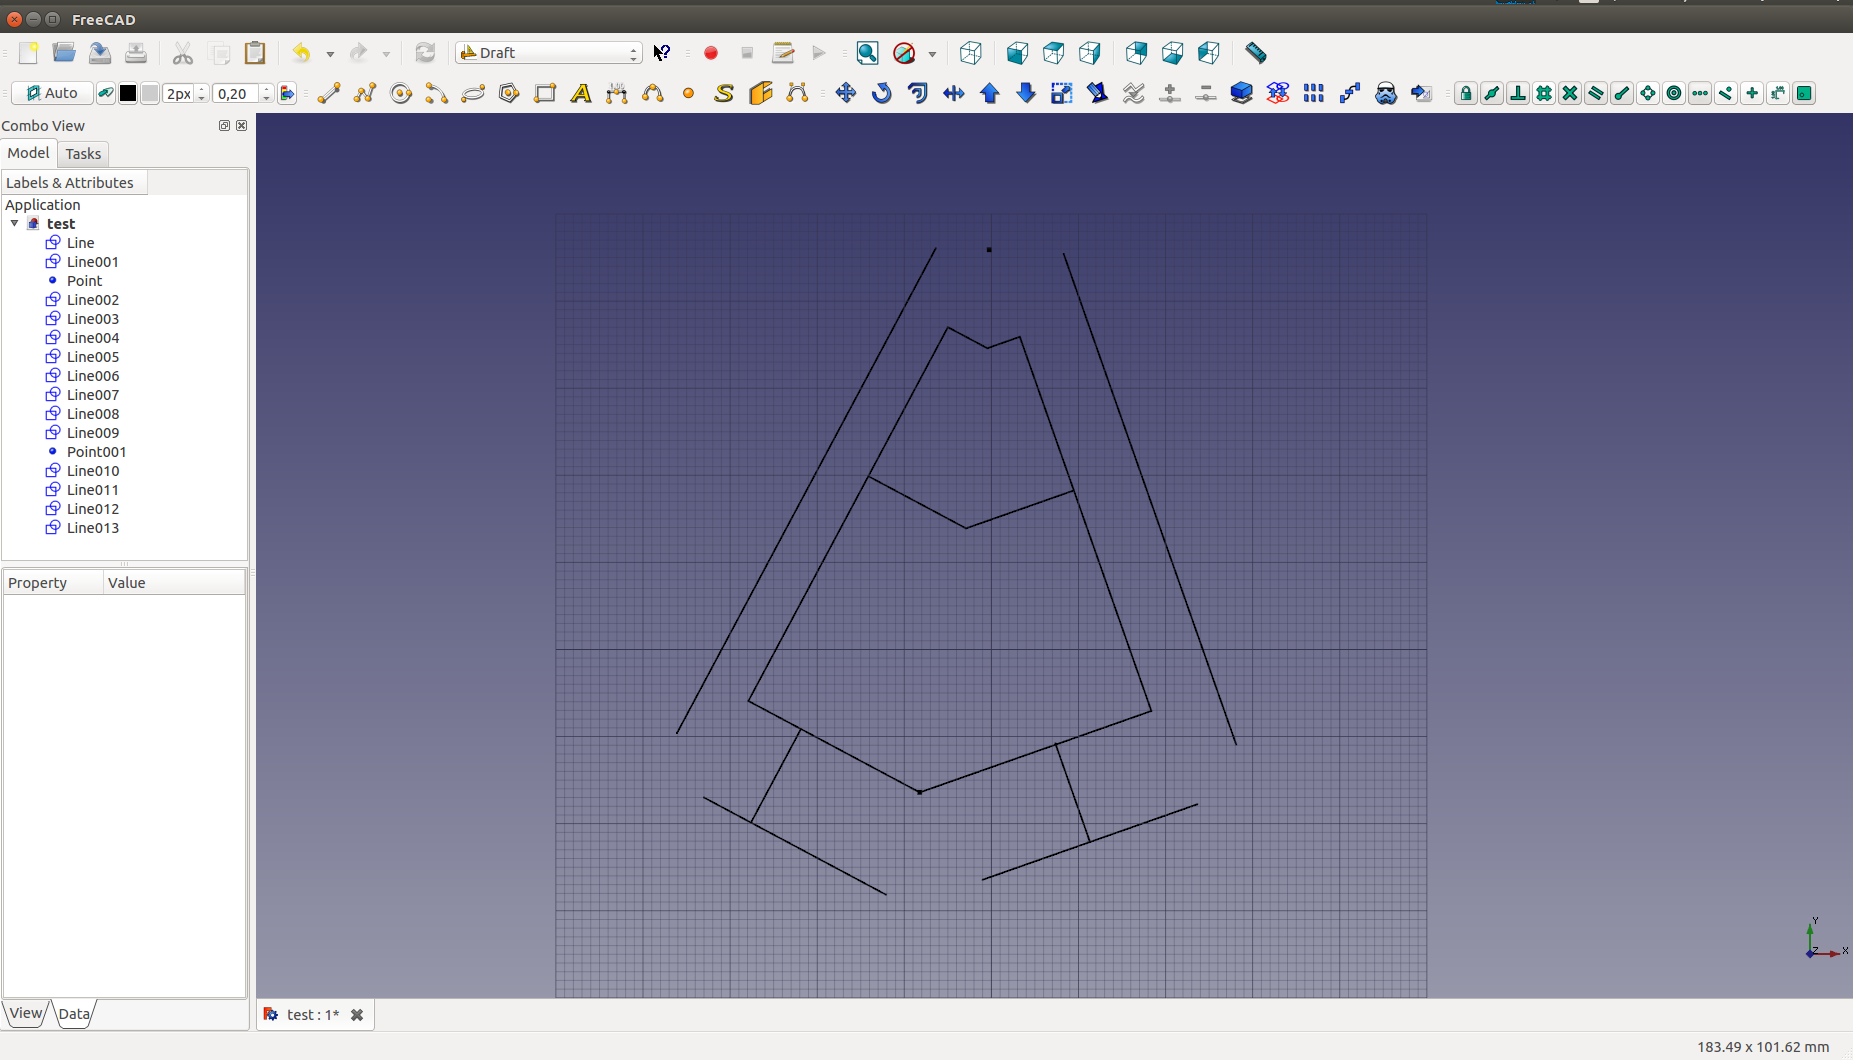 FreeCAD
Draft
Auto
2px
0,20
Combo View
Model
Tasks
Labels & Attributes
Application
test
Line
Line001
Point
Line002
Line003
Line004
Line005
Line006
Line007
Line008
Line009
Point001
Line010
Line011
Line012
Line013
Property
Value
View
Data
test : 1*
Y
Z
X
183.49 x 101.62 mm